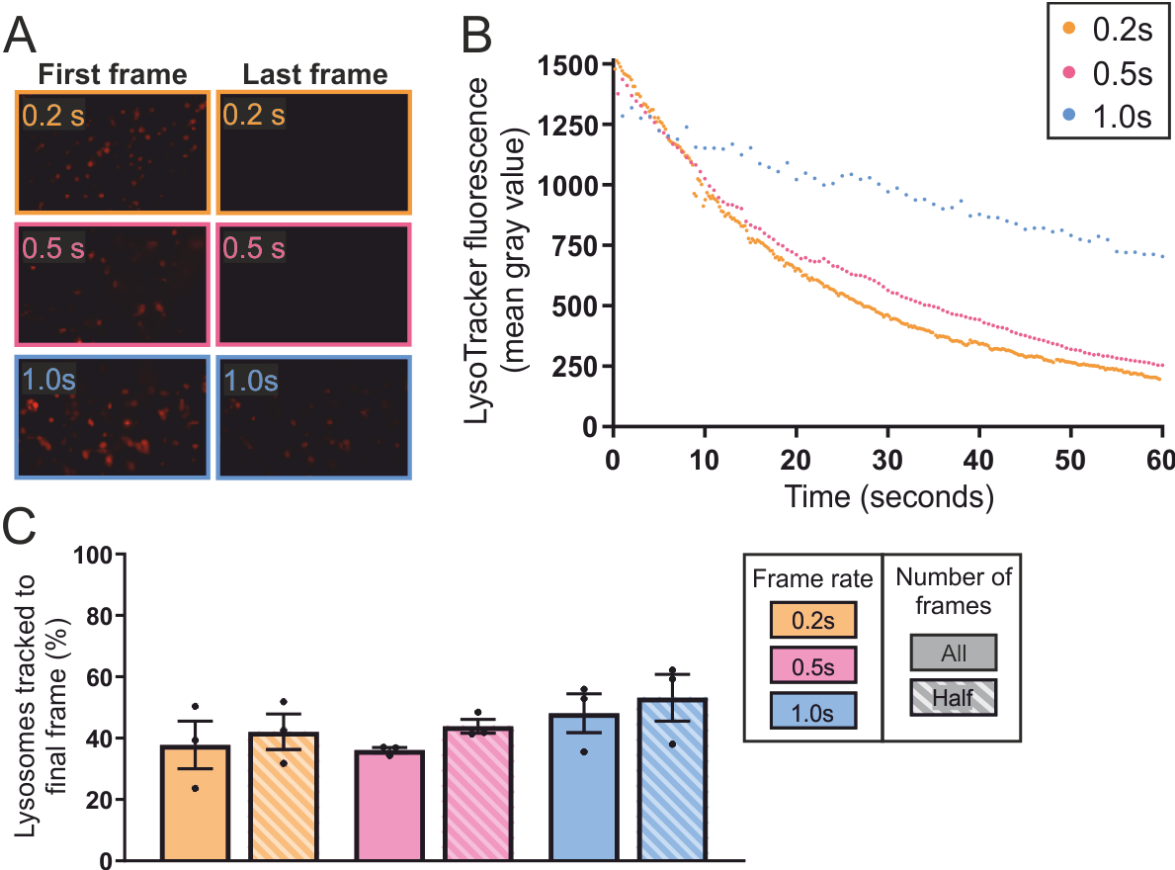 A
First frame
Last frame
0.2 s
0.2 s
0.5 s
0.5 s
1.0s
1.0s
B
LysoTracker fluorescence
(mean gray value)
1500
1250
1000
750
500
250
0
0
10
20
30
40
50
60
Time (seconds)
0.2s
0.5s
1.0s
C
Lysosomes tracked to
final frame (%)
100
80
60
40
20
0
Frame rate
0.2s
0.5s
1.0s
Number of
frames
All
Half